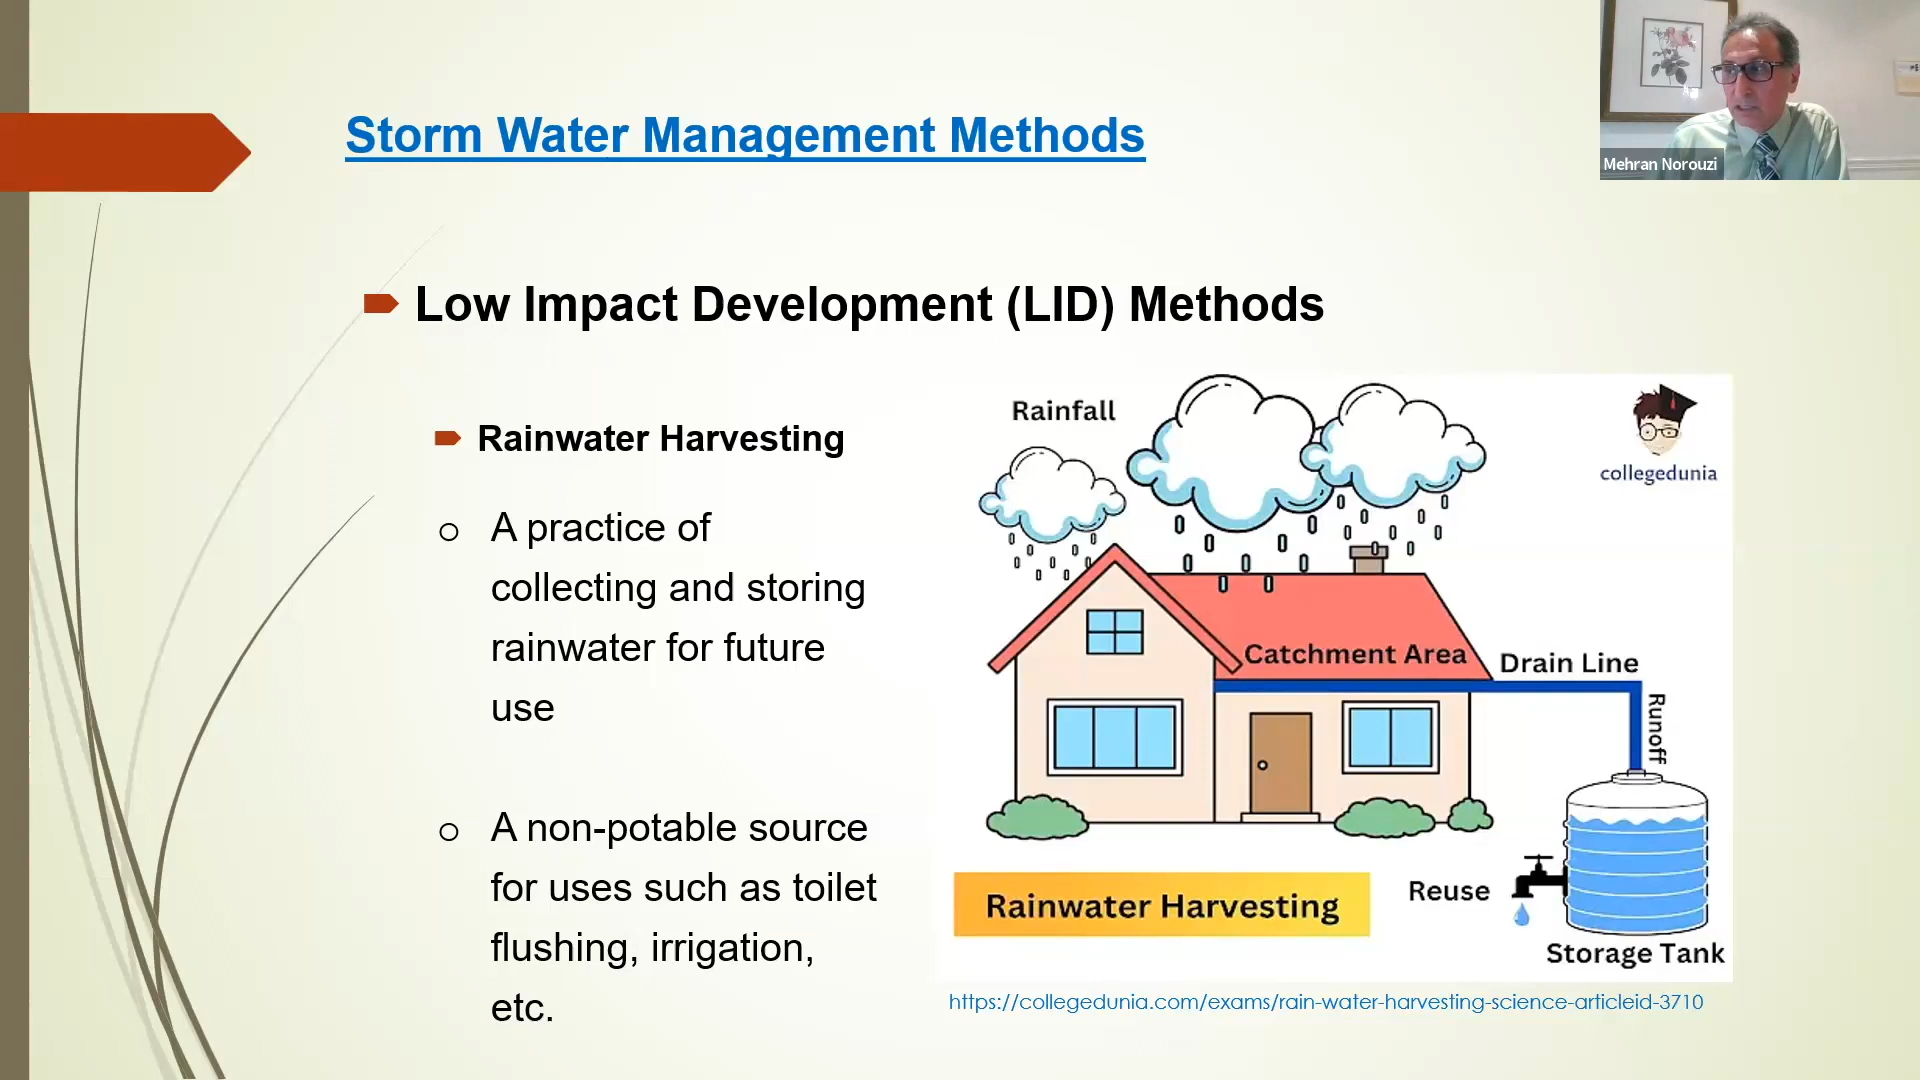 Storm Water Management Methods
Mehran Norouzi
Low Impact Development (LID) Methods
Rainwater Harvesting
A practice of
collecting and storing
rainwater for future
use
A non-potable source
for uses such as toilet
flushing, irrigation,
etc.
Rainfall
collegedunia
Catchment Area
Drain Line
Runoff
Reuse
Rainwater Harvesting
Storage Tank
https://collegedunia.com/exams/rain-water-harvesting-science-articleid-3710